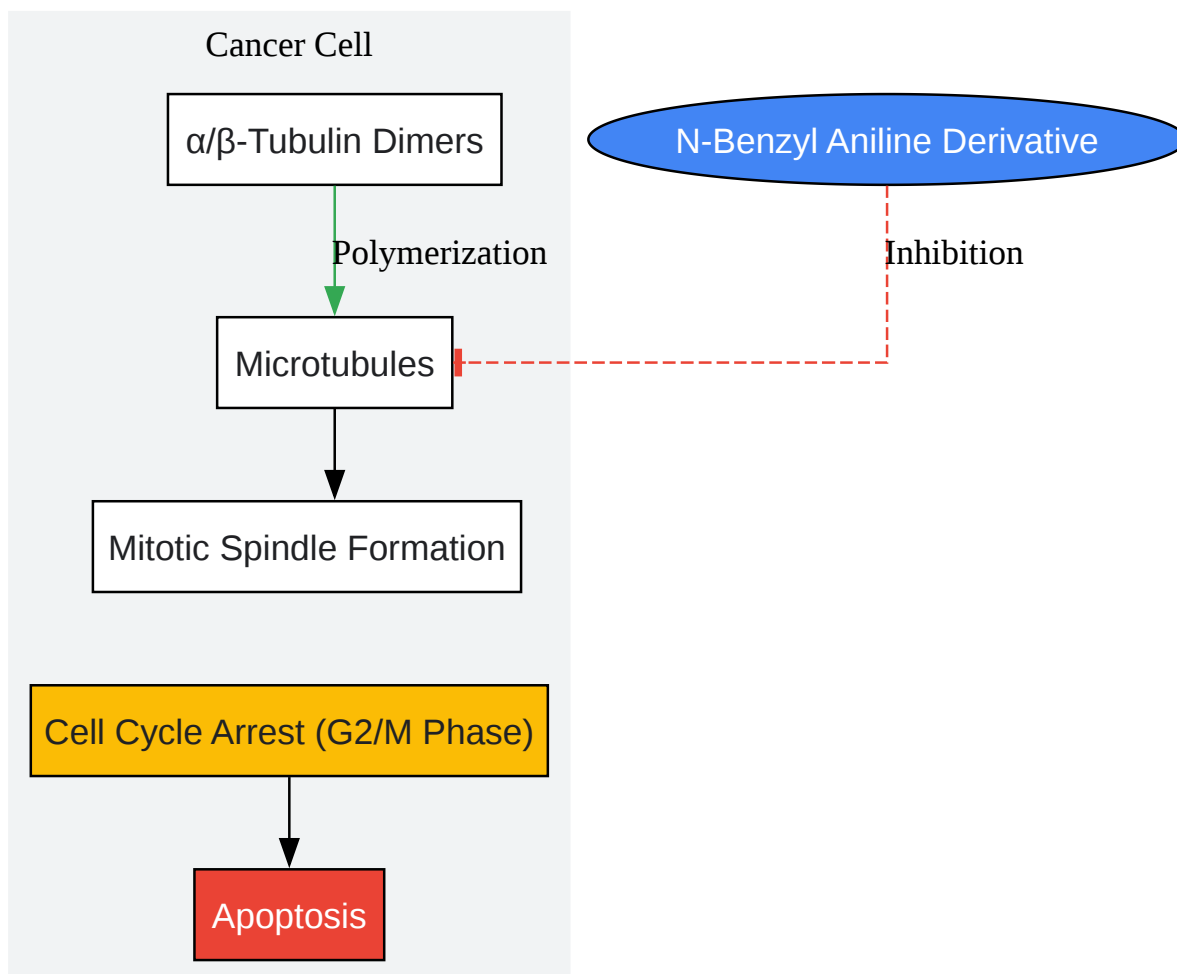 Cancer Cell
α/β-Tubulin Dimers
N-Benzyl Aniline Derivative
Polymerization
Inhibition
Microtubules
Mitotic Spindle Formation
Cell Cycle Arrest (G2/M Phase)
Apoptosis